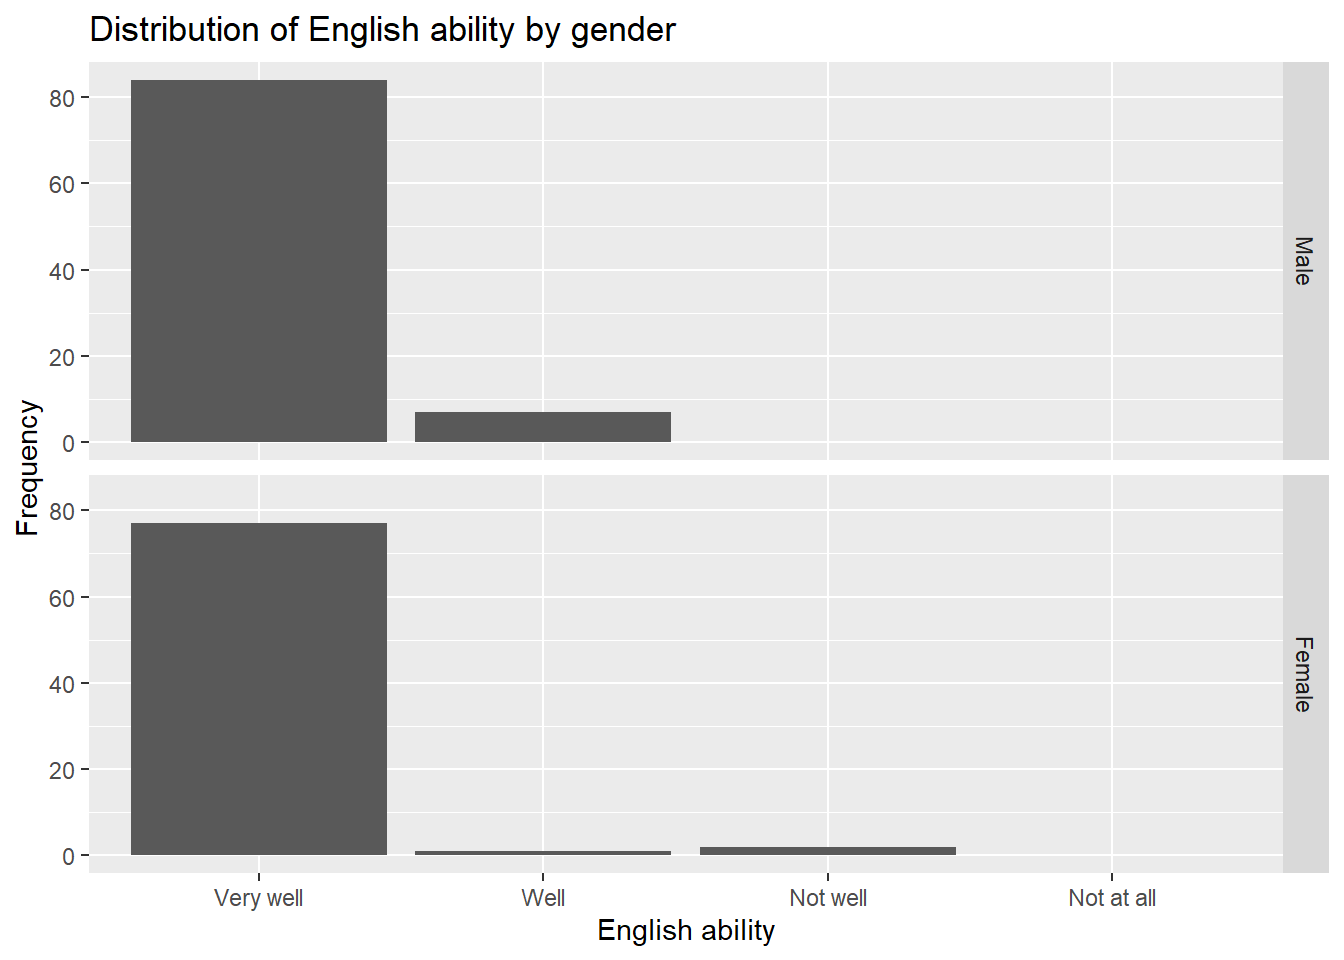 Distribution of English ability by gender
80
60
40
20
0
Male
Frequency
80
60
40
20
0
Female
Very well Well Not well Not at all
English ability